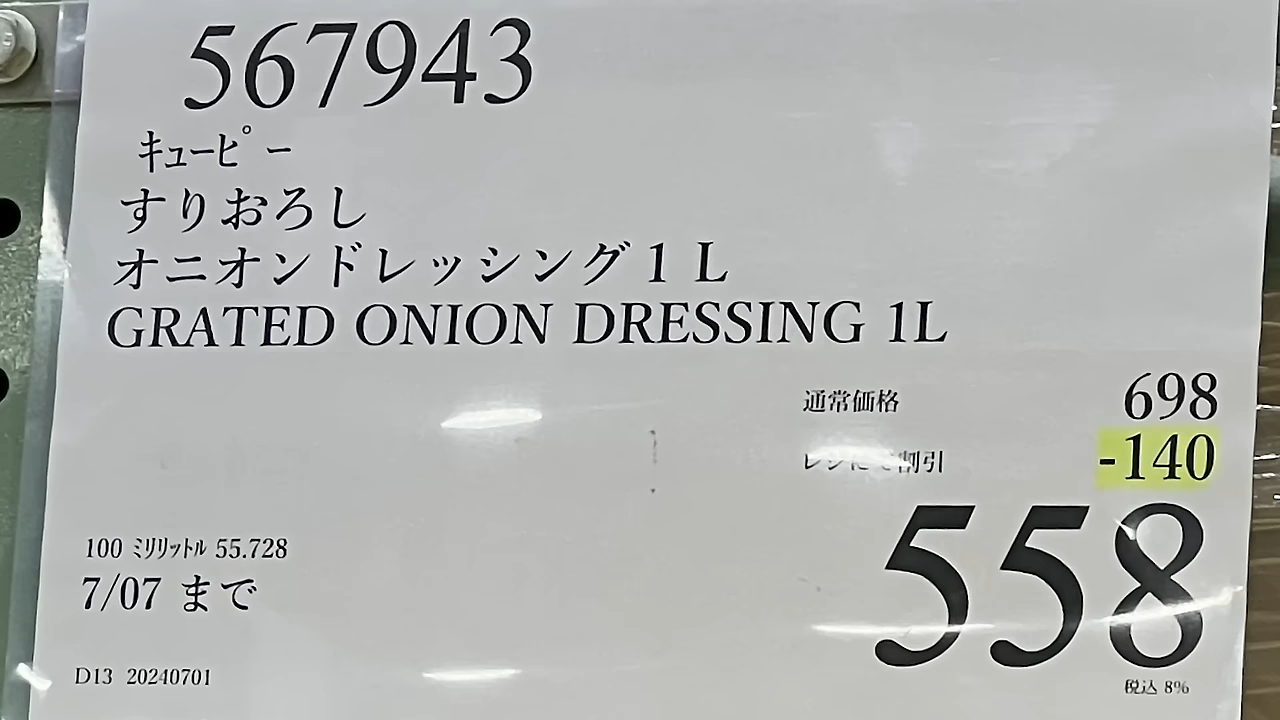 567943
ｷｭｰﾋﾟｰ
すりおろし
オニオンドレッシング１Ｌ
GRATED ONION DRESSING 1L
通常価格 698
レジにて割引 -140
558
税込 8%
100 ﾐﾘﾘｯﾄﾙ 55.728
7/07 まで
D13 20240701